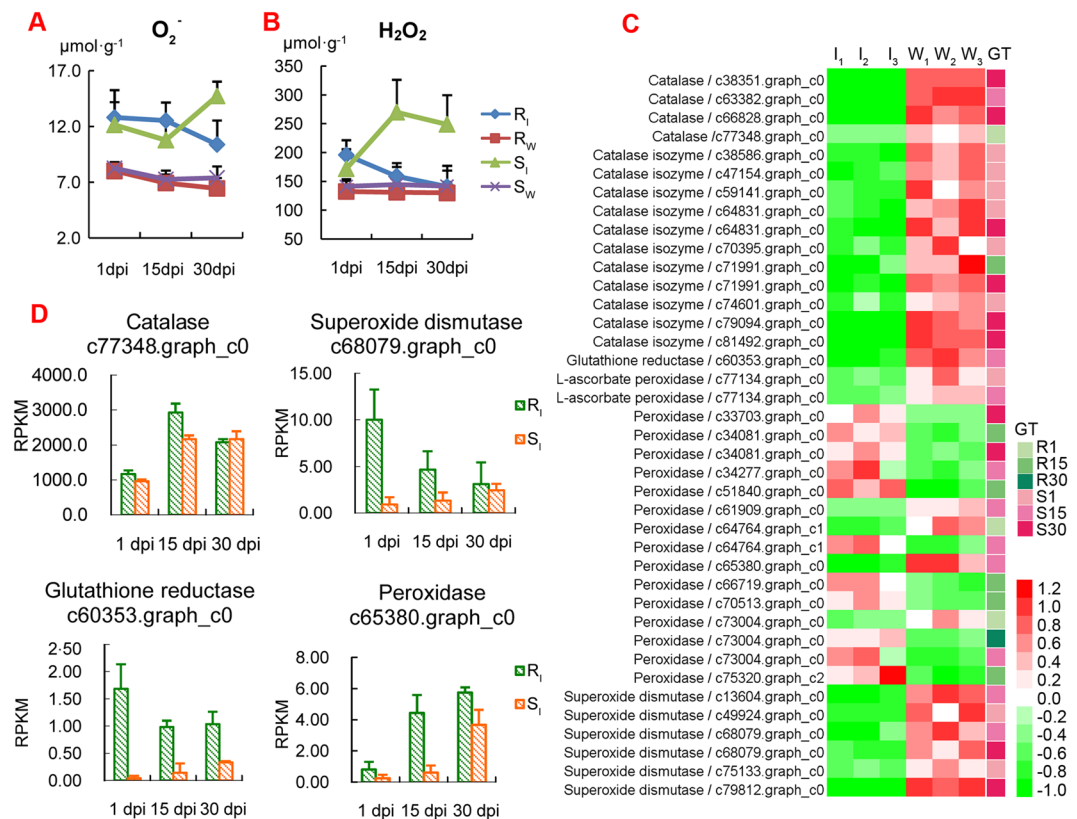 A
O₂⁻
μmol·g⁻¹
17.0
12.0
7.0
2.0
1dpi 15dpi 30dpi
B
H₂O₂
μmol·g⁻¹
350
300
250
200
150
100
50
1dpi 15dpi 30dpi
R_I
R_W
S_I
S_W
C
I₁ I₂ I₃ W₁ W₂ W₃ GT
Catalase / c38351.graph_c0
Catalase / c63382.graph_c0
Catalase / c66828.graph_c0
Catalase /c77348.graph_c0
Catalase isozyme / c38586.graph_c0
Catalase isozyme / c47154.graph_c0
Catalase isozyme / c59141.graph_c0
Catalase isozyme / c64831.graph_c0
Catalase isozyme / c64831.graph_c0
Catalase isozyme / c70395.graph_c0
Catalase isozyme / c71991.graph_c0
Catalase isozyme / c71991.graph_c0
Catalase isozyme / c74601.graph_c0
Catalase isozyme / c79094.graph_c0
Catalase isozyme / c81492.graph_c0
Glutathione reductase / c60353.graph_c0
L-ascorbate peroxidase / c77134.graph_c0
L-ascorbate peroxidase / c77134.graph_c0
Peroxidase / c33703.graph_c0
Peroxidase / c34081.graph_c0
Peroxidase / c34081.graph_c0
Peroxidase / c34277.graph_c0
Peroxidase / c51840.graph_c0
Peroxidase / c61909.graph_c0
Peroxidase / c64764.graph_c1
Peroxidase / c64764.graph_c1
Peroxidase / c65380.graph_c0
Peroxidase / c66719.graph_c0
Peroxidase / c70513.graph_c0
Peroxidase / c73004.graph_c0
Peroxidase / c73004.graph_c0
Peroxidase / c73004.graph_c0
Peroxidase / c75320.graph_c2
Superoxide dismutase / c13604.graph_c0
Superoxide dismutase / c49924.graph_c0
Superoxide dismutase / c68079.graph_c0
Superoxide dismutase / c68079.graph_c0
Superoxide dismutase / c75133.graph_c0
Superoxide dismutase / c79812.graph_c0
GT
R1
R15
R30
S1
S15
S30
1.2
1.0
0.8
0.6
0.4
0.2
0.0
-0.2
-0.4
-0.6
-0.8
-1.0
D
Catalase
c77348.graph_c0
RPKM
4000.0
3000.0
2000.0
1000.0
0.0
1 dpi 15 dpi 30 dpi
Superoxide dismutase
c68079.graph_c0
RPKM
15.00
10.00
5.00
0.00
1 dpi 15 dpi 30 dpi
R_I
S_I
Glutathione reductase
c60353.graph_c0
RPKM
2·50
2.00
1.50
1.00
0.50
0.00
1 dpi 15 dpi 30 dpi
Peroxidase
c65380.graph_c0
RPKM
8.00
6.00
4.00
2.00
0.00
1 dpi 15 dpi 30 dpi
R_I
S_I